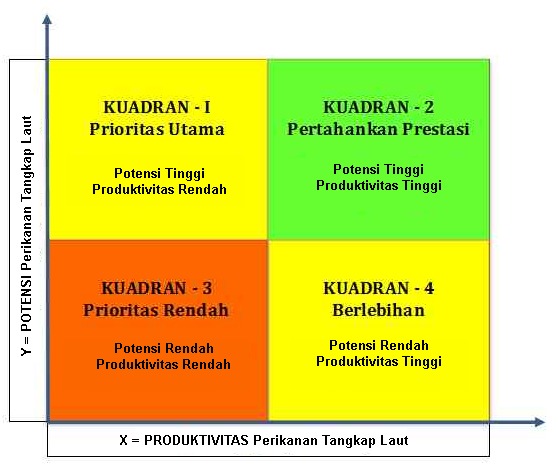 KUADRAN - I
Prioritas Utama
Potensi Tinggi
Produktivitas Rendah
KUADRAN - 2
Pertahankan Prestasi
Potensi Tinggi
Produktivitas Tinggi
KUADRAN - 3
Prioritas Rendah
Potensi Rendah
Produktivitas Rendah
KUADRAN - 4
Berlebihan
Potensi Rendah
Produktivitas Tinggi
Y = POTENSI Perikanan Tangkap Laut
X = PRODUKTIVITAS Perikanan Tangkap Laut